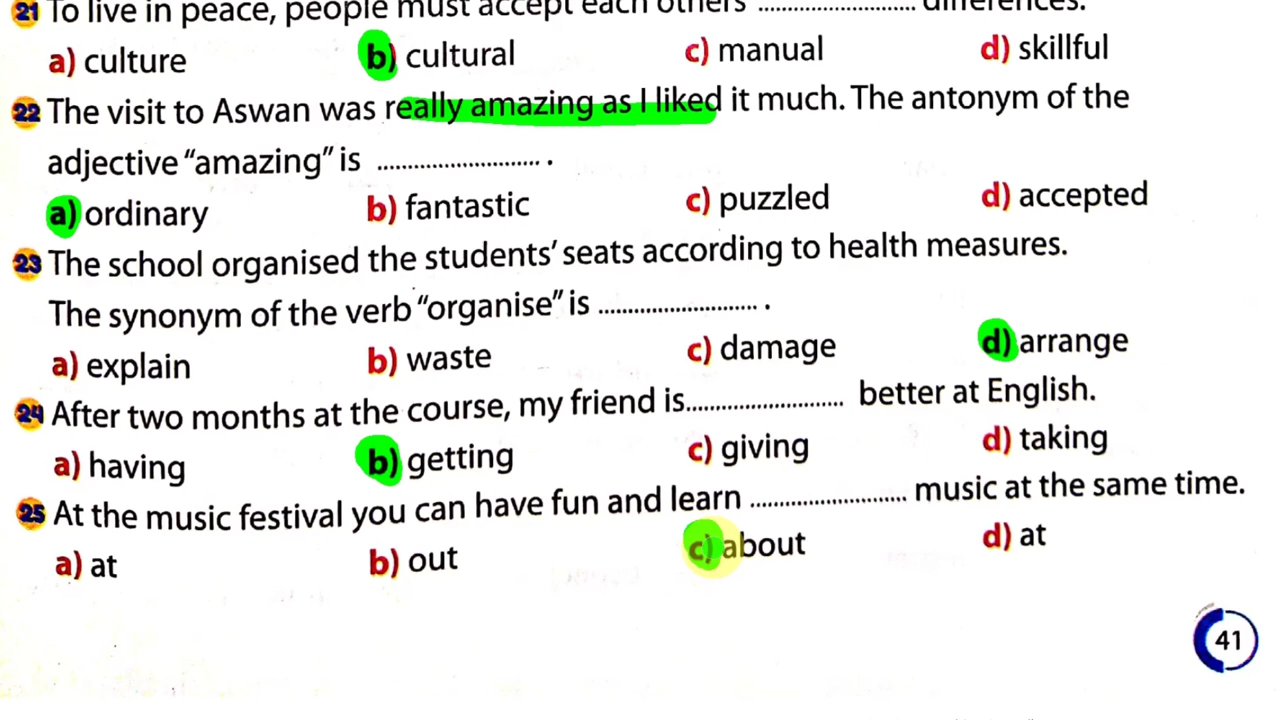 21 To live in peace, people must accept each others ........................ differences.
a) culture b) cultural c) manual d) skillful
22 The visit to Aswan was really amazing as I liked it much. The antonym of the
adjective “amazing” is ........................ .
a) ordinary b) fantastic c) puzzled d) accepted
23 The school organised the students’ seats according to health measures.
The synonym of the verb “organise” is ........................ .
a) explain b) waste c) damage d) arrange
24 After two months at the course, my friend is........................ better at English.
a) having b) getting c) giving d) taking
25 At the music festival you can have fun and learn ........................ music at the same time.
a) at b) out c) about d) at
41